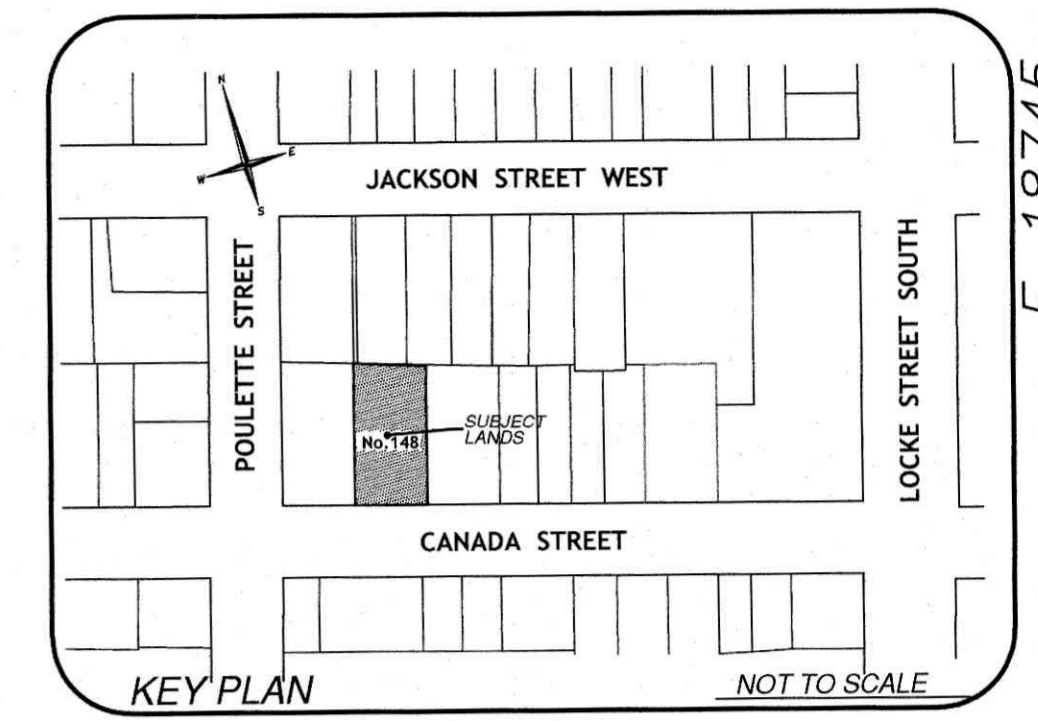 N
E
W
S
JACKSON STREET WEST
POULETTE STREET
LOCKE STREET SOUTH
SUBJECT
LANDS
No.148
CANADA STREET
KEY PLAN
NOT TO SCALE